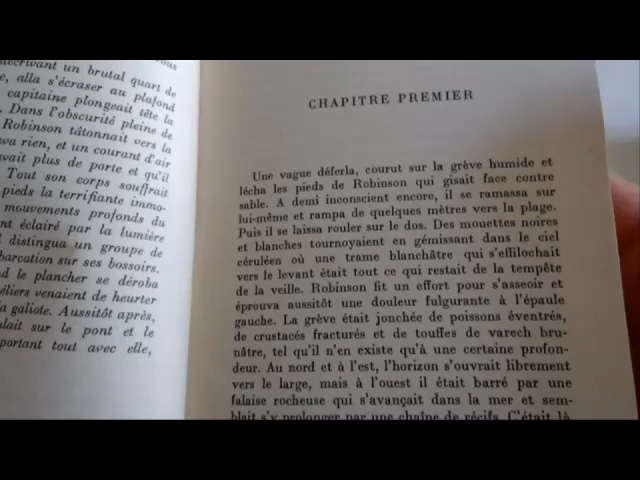 décrivant un brutal quart de
alla s'écraser au plafond
capitaine plongeait tête la
Dans l'obscurité pleine de
Robinson tâtonnait vers la
rien, et un courant d'air
plus de porte et qu'il
Tout son corps souffrait
pieds la terrifiante immo-
mouvements profonds du
éclairé par la lumière
distingua un groupe de
sur ses bossoirs.
le plancher se déroba
venaient de heurter
galiote. Aussitôt après,
sur le pont et le
tout avec elle,
CHAPITRE PREMIER
Une vague déferla, courut sur la grève humide et
lécha les pieds de Robinson qui gisait face contre
sable. A demi inconscient encore, il se ramassa sur
lui-même et rampa de quelques mètres vers la plage.
Puis il se laissa rouler sur le dos. Des mouettes noires
et blanches tournoyaient en gémissant dans le ciel
céruléen où une trame blanchâtre qui s'effilochait
vers le levant était tout ce qui restait de la tempête
de la veille. Robinson fit un effort pour s'asseoir et
éprouva aussitôt une douleur fulgurante à l'épaule
gauche. La grève était jonchée de poissons éventrés,
de crustacés fracturés et de touffes de varech bru-
nâtre, tel qu'il n'en existe qu'à une certaine profon-
deur. Au nord et à l'est, l'horizon s'ouvrait librement
vers le large, mais à l'ouest il était barré par une
falaise rocheuse qui s'avançait dans la mer et sem-
blait s'y prolonger par une chaîne de récifs. C'était là